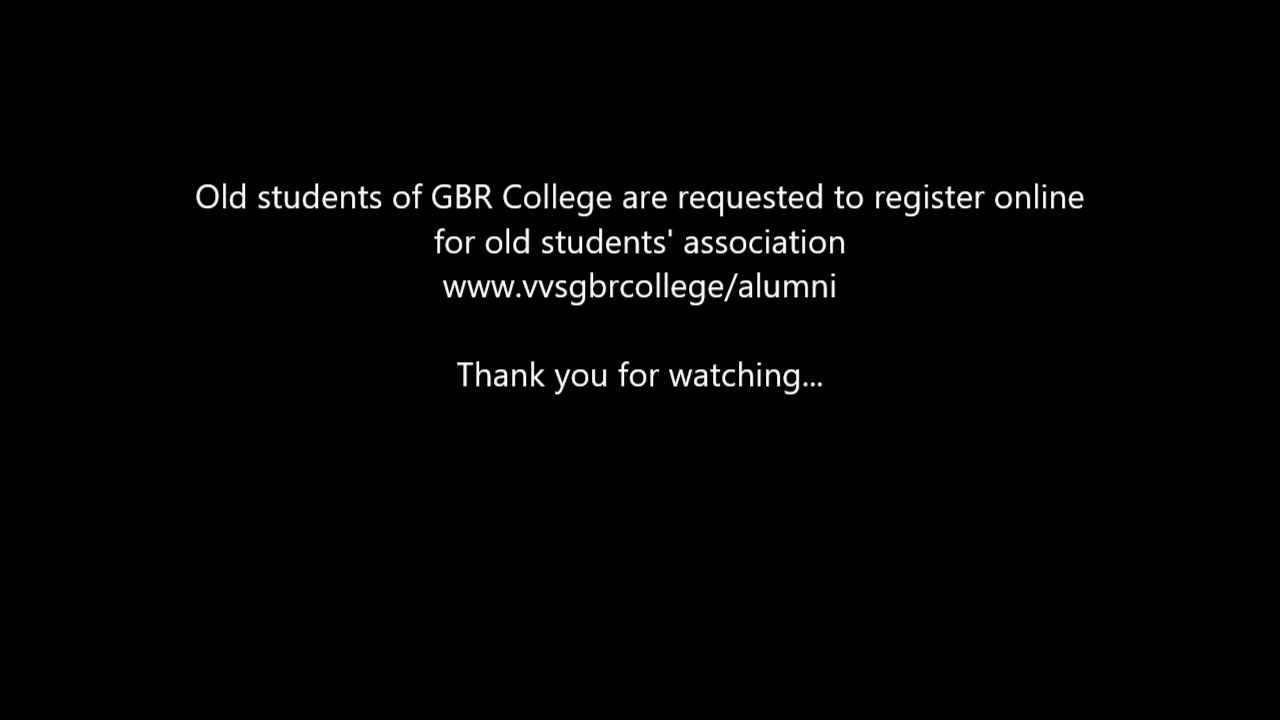 Old students of GBR College are requested to register online
for old students' association
www.vvsgbrcollege/alumni
Thank you for watching...